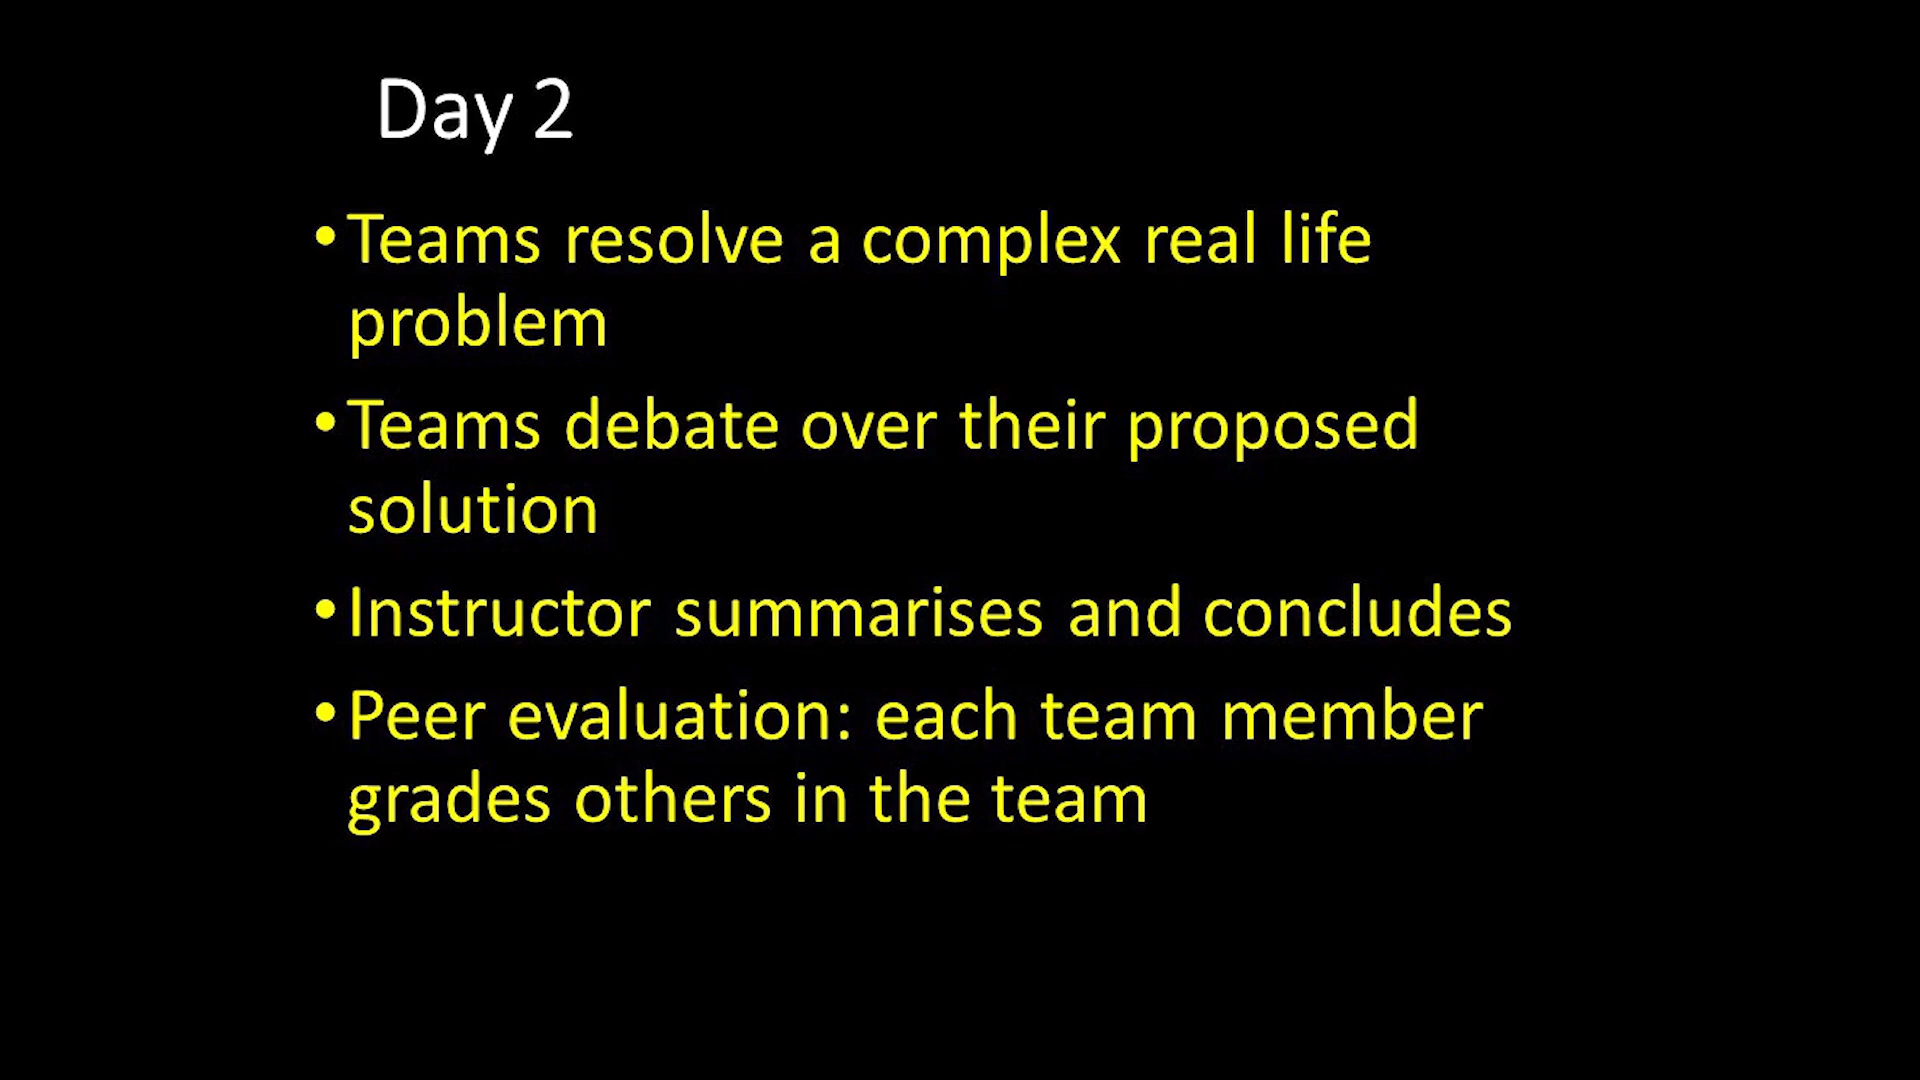 Day 2
•Teams resolve a complex real life
problem
•Teams debate over their proposed
solution
•Instructor summarises and concludes
•Peer evaluation: each team member
grades others in the team